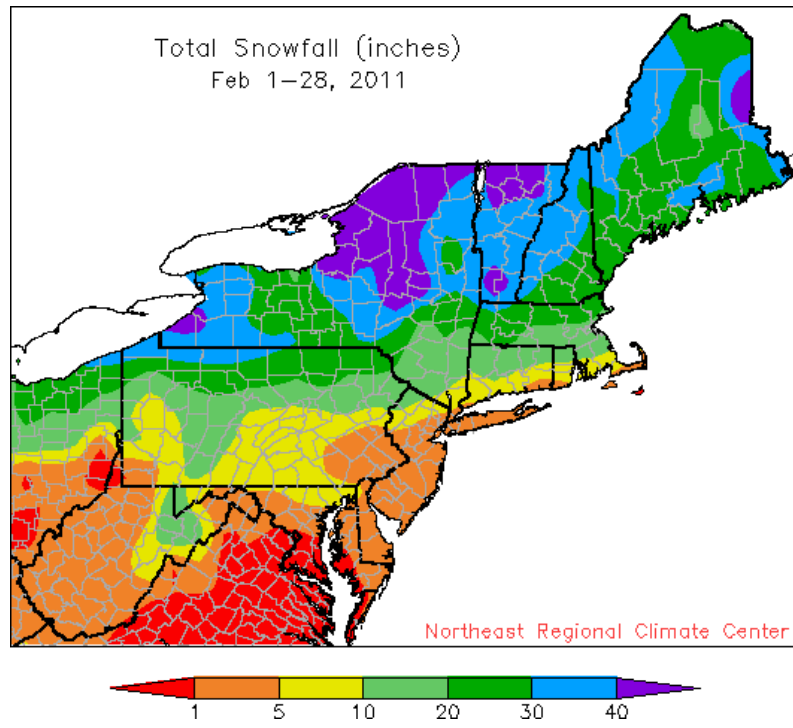 Total Snowfall (inches)
Feb 1-28, 2011
Northeast Regional Climate Center
1 5 10 20 30 40